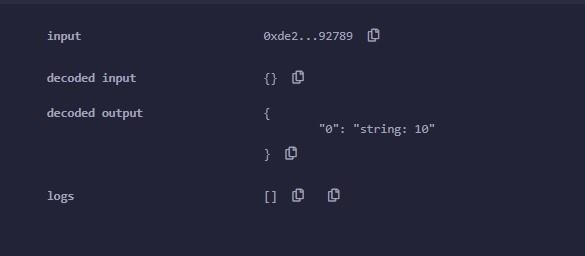 input 0xde2...92789
decoded input {}
decoded output {
"0": "string: 10"
}
logs []